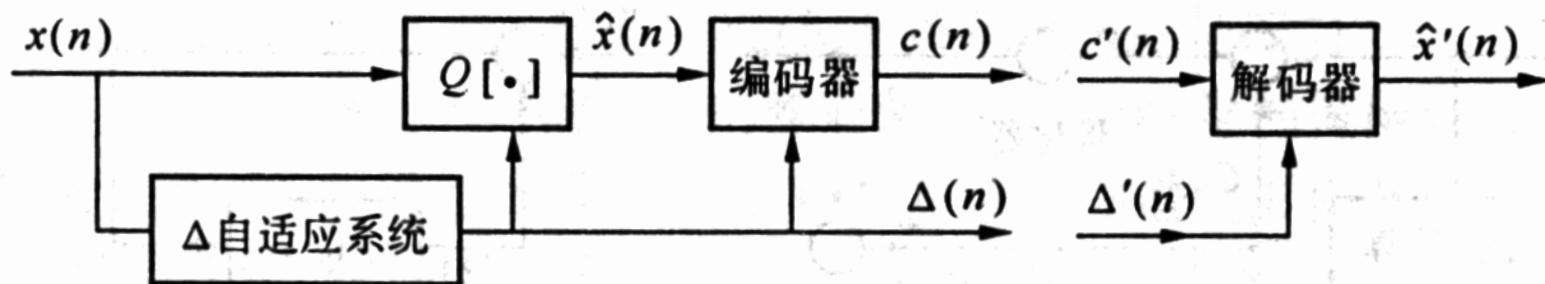 x(n)
Q[·]
x̂(n)
编码器
c(n)
c'(n)
解码器
x̂'(n)
Δ自适应系统
Δ(n)
Δ'(n)